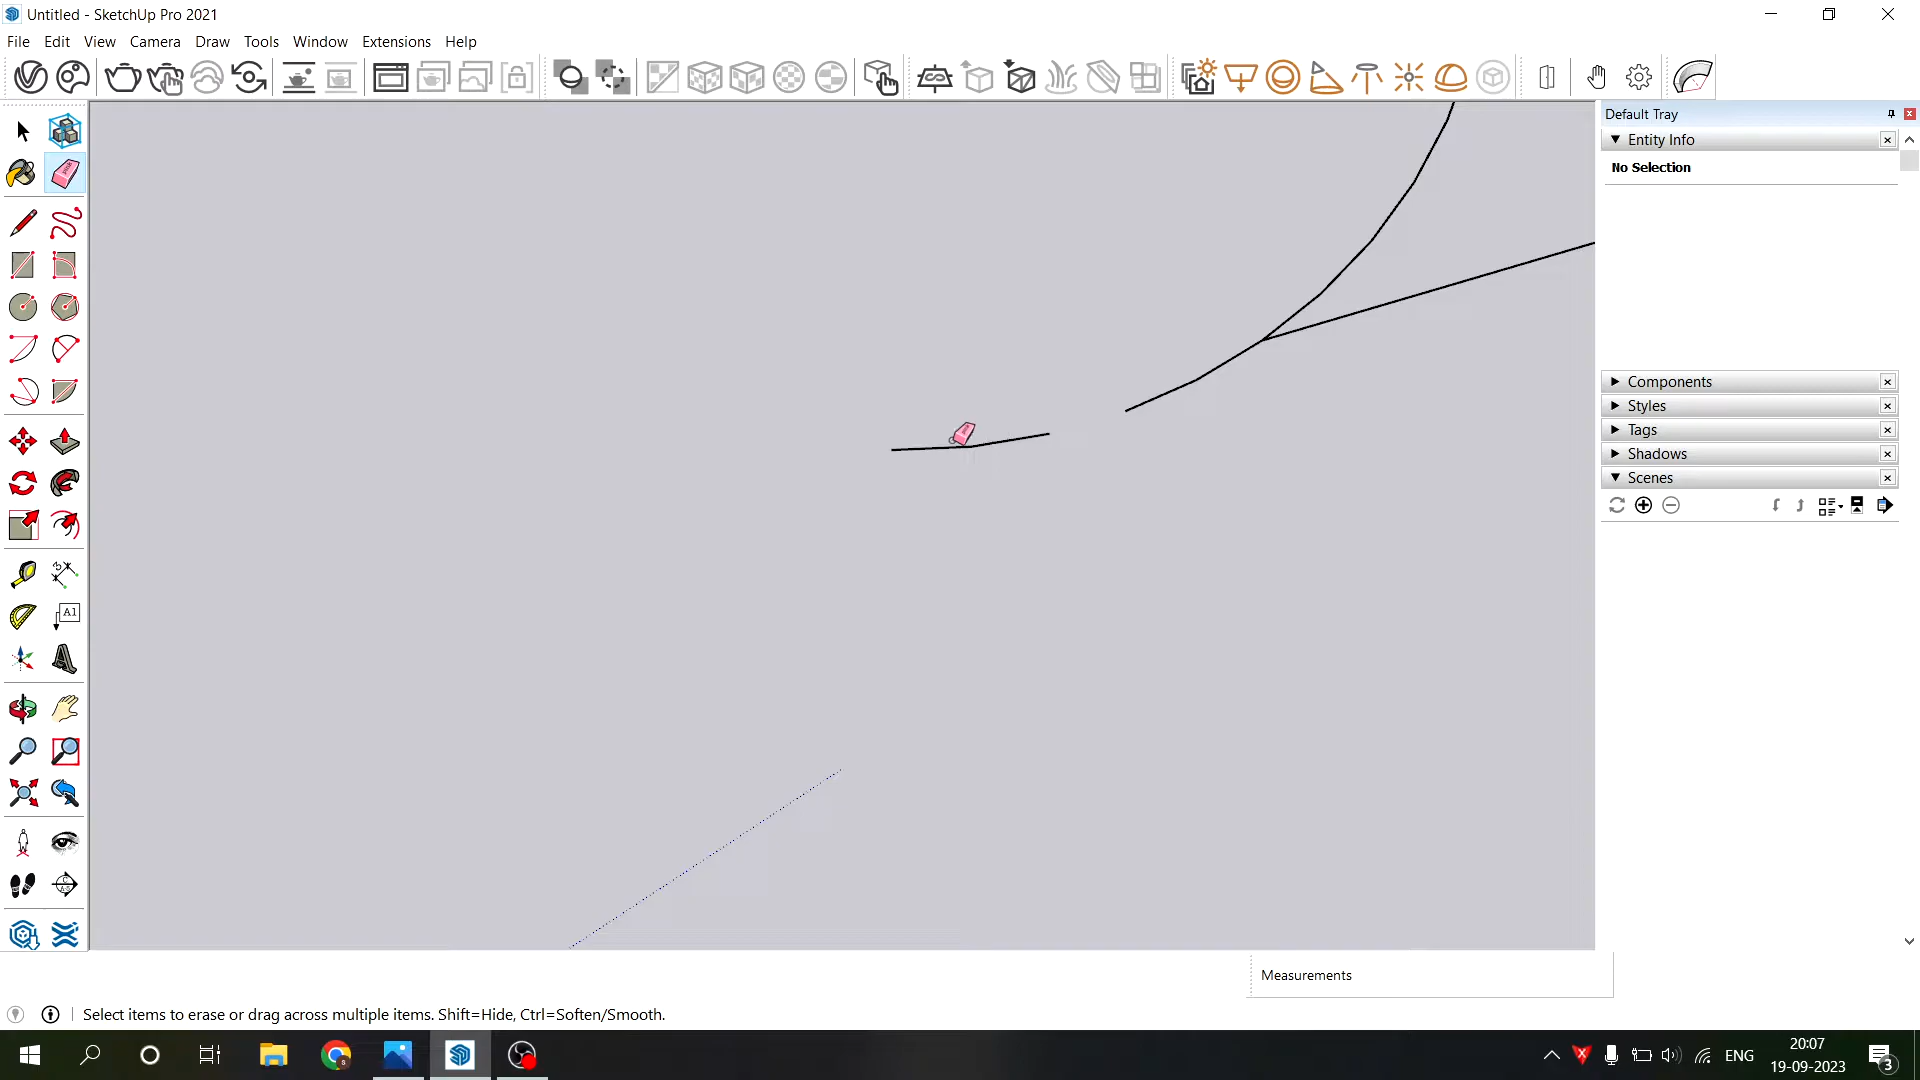 Untitled - SketchUp Pro 2021
File Edit View Camera Draw Tools Window Extensions Help
Default Tray
Entity Info
No Selection
Components
Styles
Tags
Shadows
Scenes
A1
Measurements
Select items to erase or drag across multiple items. Shift=Hide, Ctrl=Soften/Smooth.
ENG
20:07
19-09-2023
3